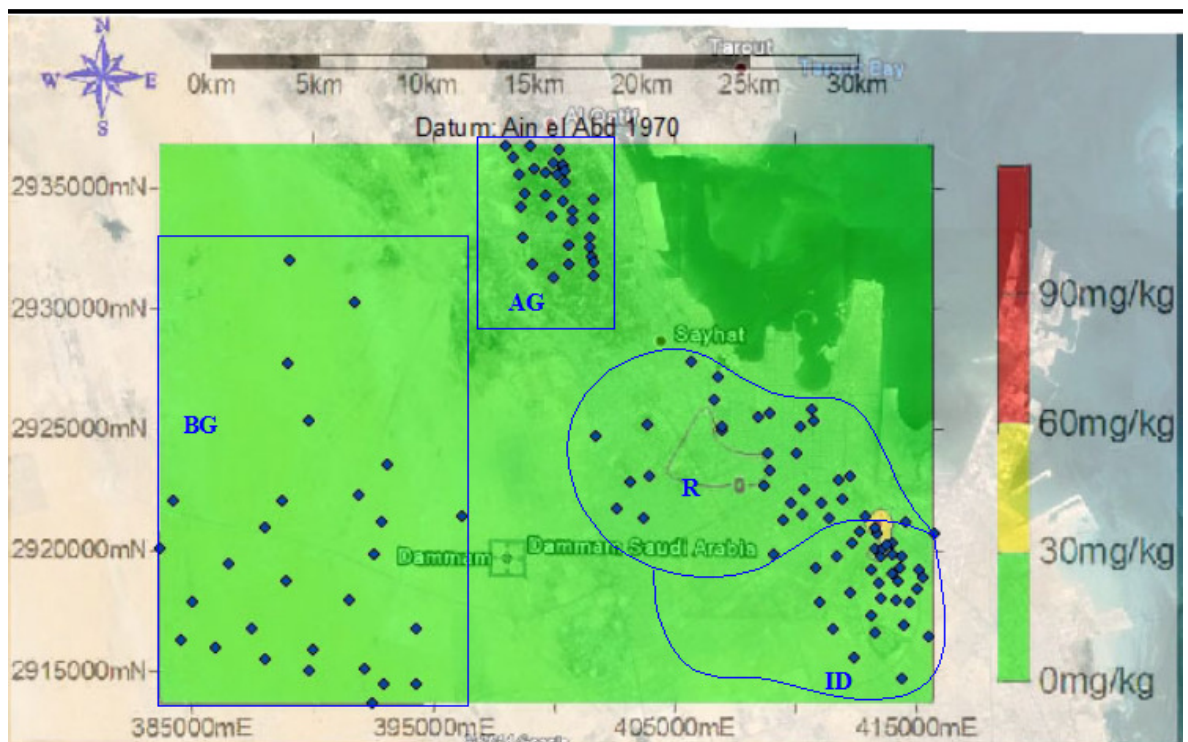 N
Tarout
W E
Tarout Bay
0km 5km 10km 15km 20km 25km 30km
S
Al Qatif
Datum: Ain el Abd 1970
2935000mN
2930000mN
AG
90mg/kg
Sayhat
BG
2925000mN
60mg/kg
R
2920000mN
Dammam
Dammam Saudi Arabia
30mg/kg
2915000mN
ID
0mg/kg
385000mE 395000mE 405000mE 415000mE